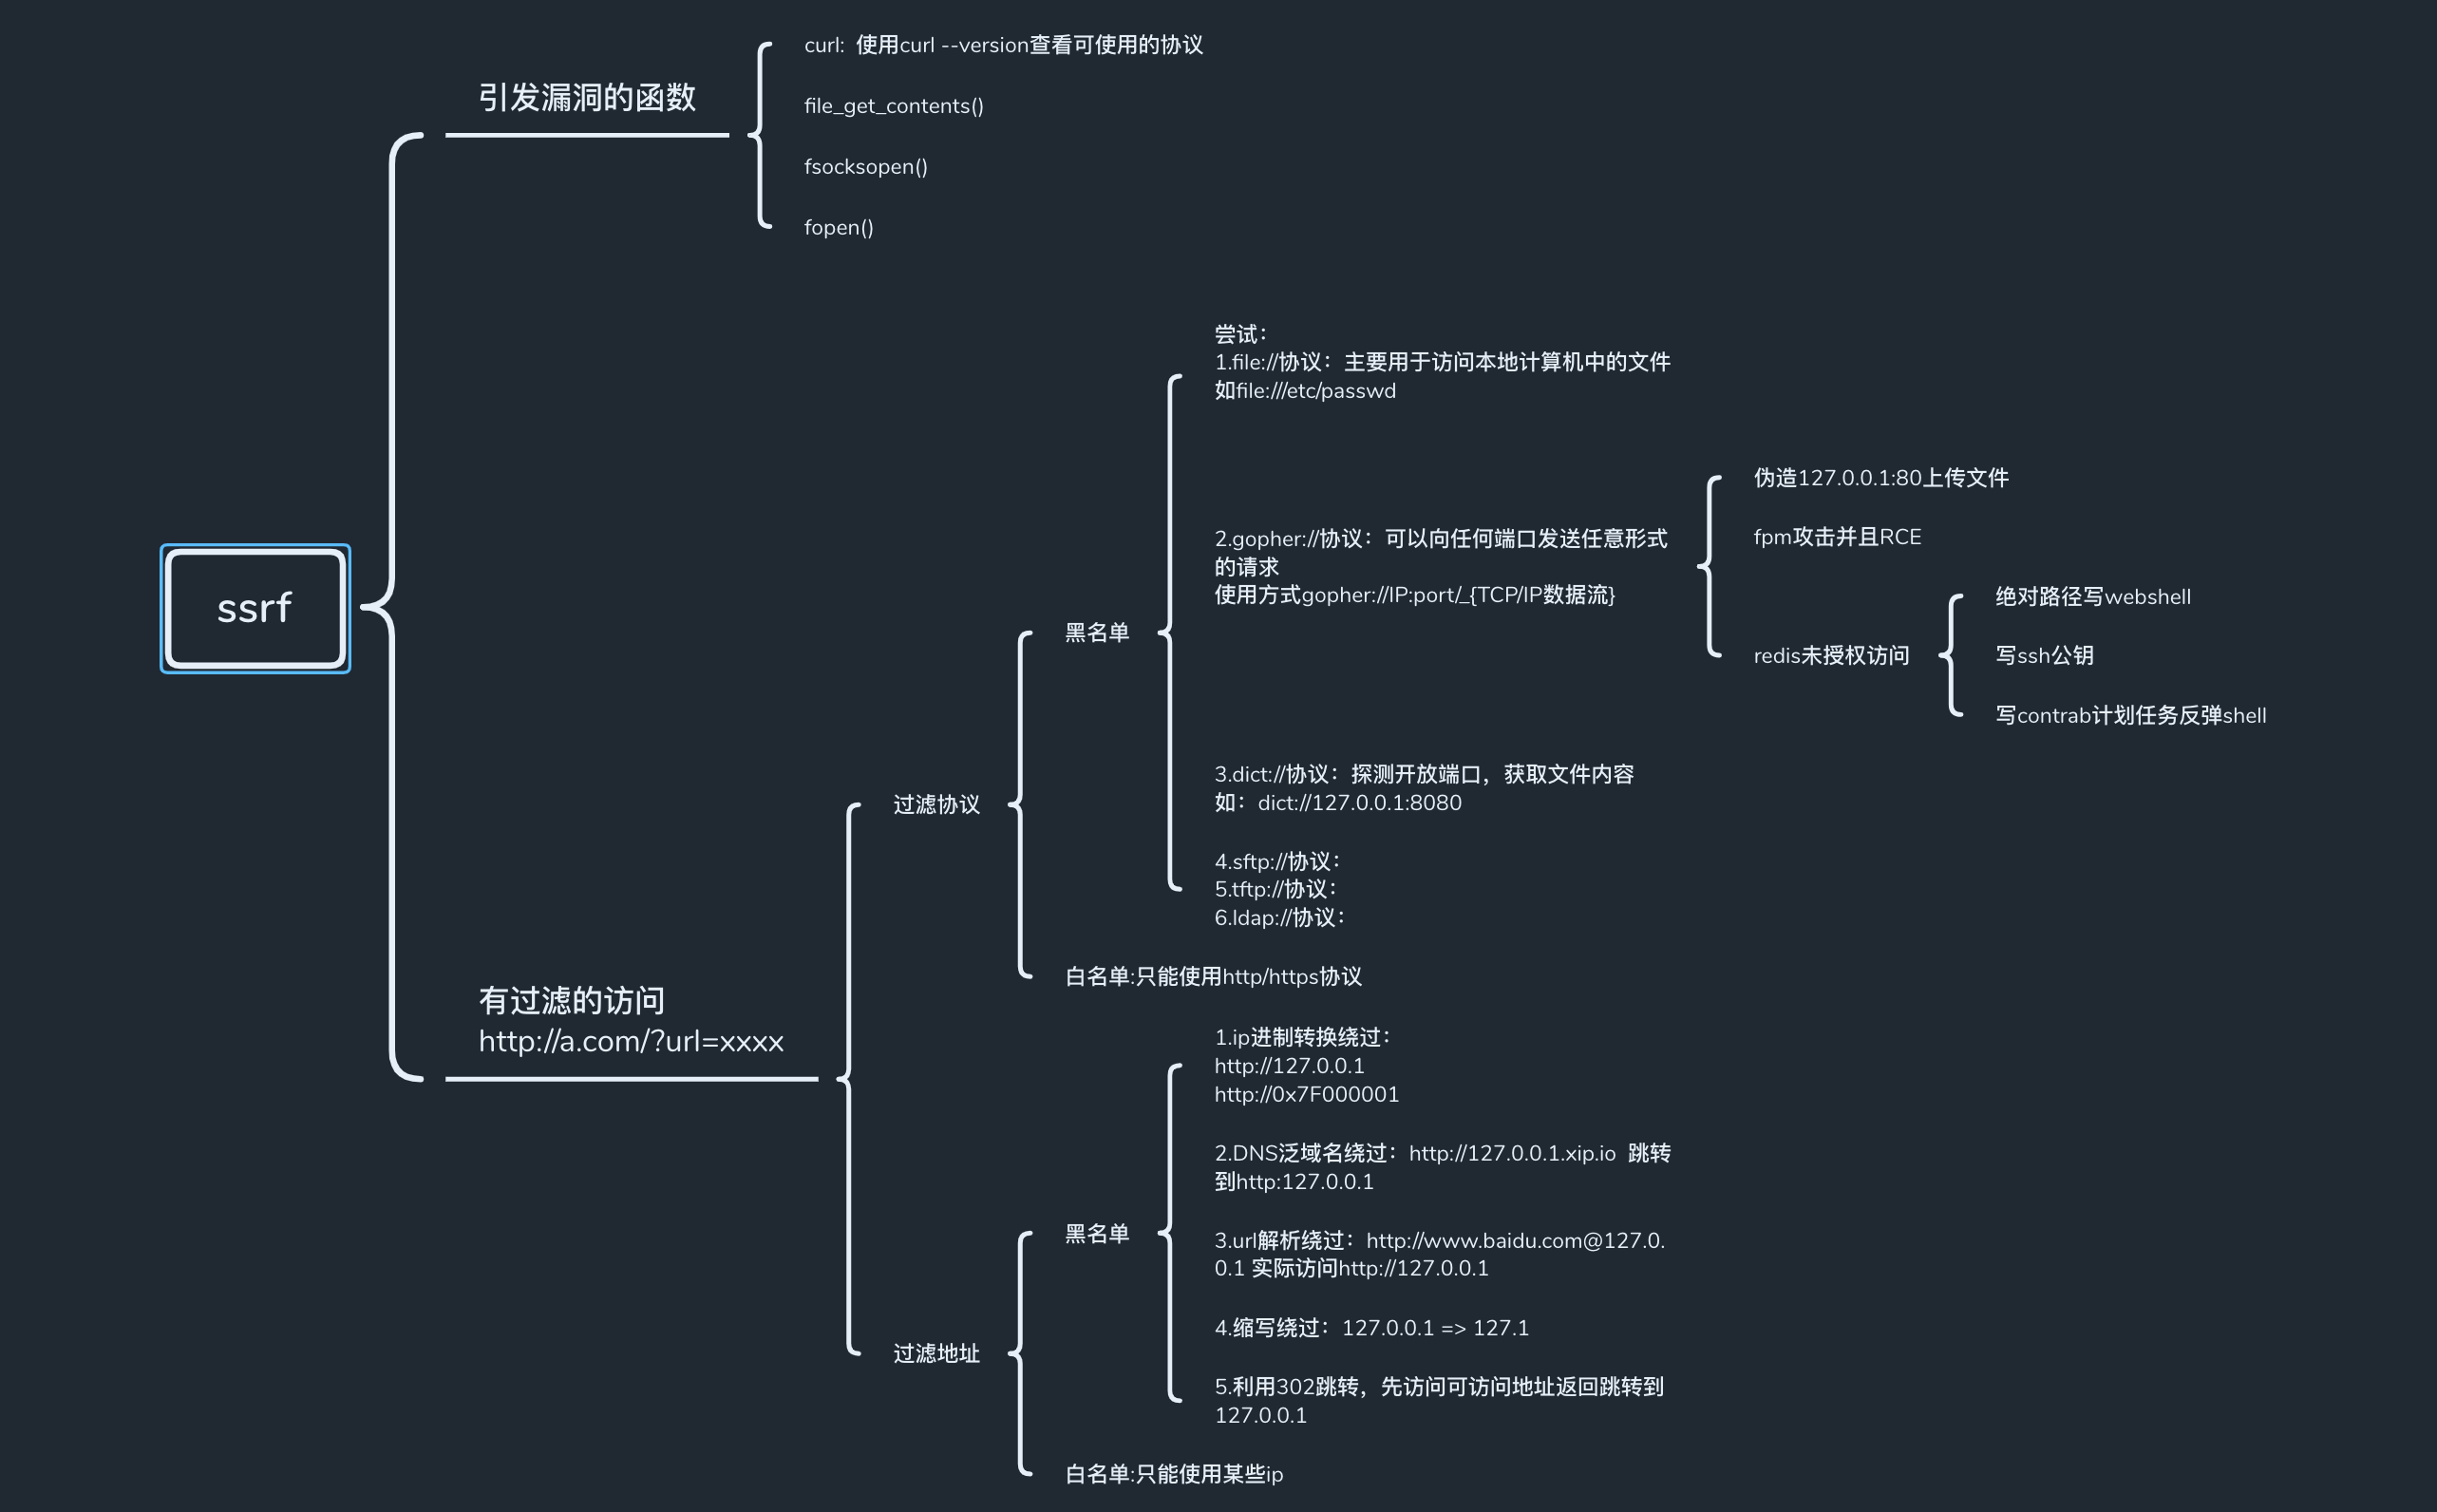 ssrf
引发漏洞的函数
curl:  使用curl --version查看可使用的协议
file_get_contents()
fsocksopen()
fopen()
有过滤的访问
http://a.com/?url=xxxx
过滤协议
黑名单
尝试：
1.file://协议：主要用于访问本地计算机中的文件
如file:///etc/passwd
2.gopher://协议：可以向任何端口发送任意形式
的请求
使用方式gopher://IP:port/_{TCP/IP数据流}
伪造127.0.0.1:80上传文件
fpm攻击并且RCE
redis未授权访问
绝对路径写webshell
写ssh公钥
写contrab计划任务反弹shell
3.dict://协议：探测开放端口，获取文件内容
如：dict://127.0.0.1:8080
4.sftp://协议：
5.tftp://协议：
6.ldap://协议：
白名单:只能使用http/https协议
过滤地址
黑名单
1.ip进制转换绕过：
http://127.0.0.1
http://0x7F000001
2.DNS泛域名绕过：http://127.0.0.1.xip.io  跳转
到http:127.0.0.1
3.url解析绕过：http://www.baidu.com@127.0.
0.1 实际访问http://127.0.0.1
4.缩写绕过：127.0.0.1 => 127.1
5.利用302跳转，先访问可访问地址返回跳转到
127.0.0.1
白名单:只能使用某些ip